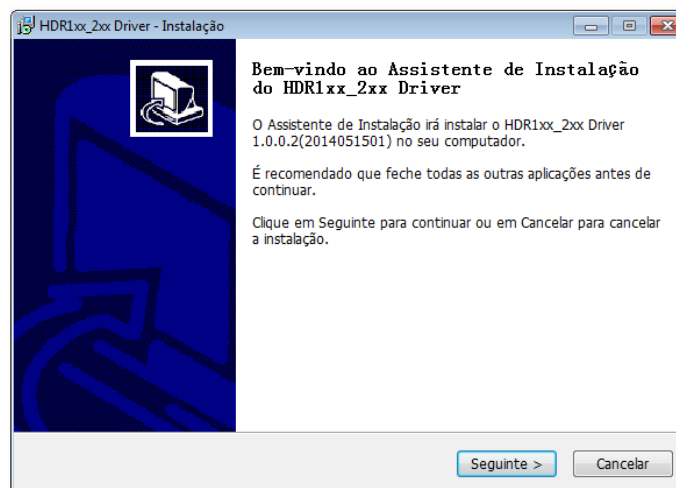 HDR1xx_2xx Driver - Instalação
Bem-vindo ao Assistente de Instalação
do HDR1xx_2xx Driver
O Assistente de Instalação irá instalar o HDR1xx_2xx Driver
1.0.0.2(2014051501) no seu computador.
É recomendado que feche todas as outras aplicações antes de
continuar.
Clique em Seguinte para continuar ou em Cancelar para cancelar
a instalação.
Seguinte >
Cancelar